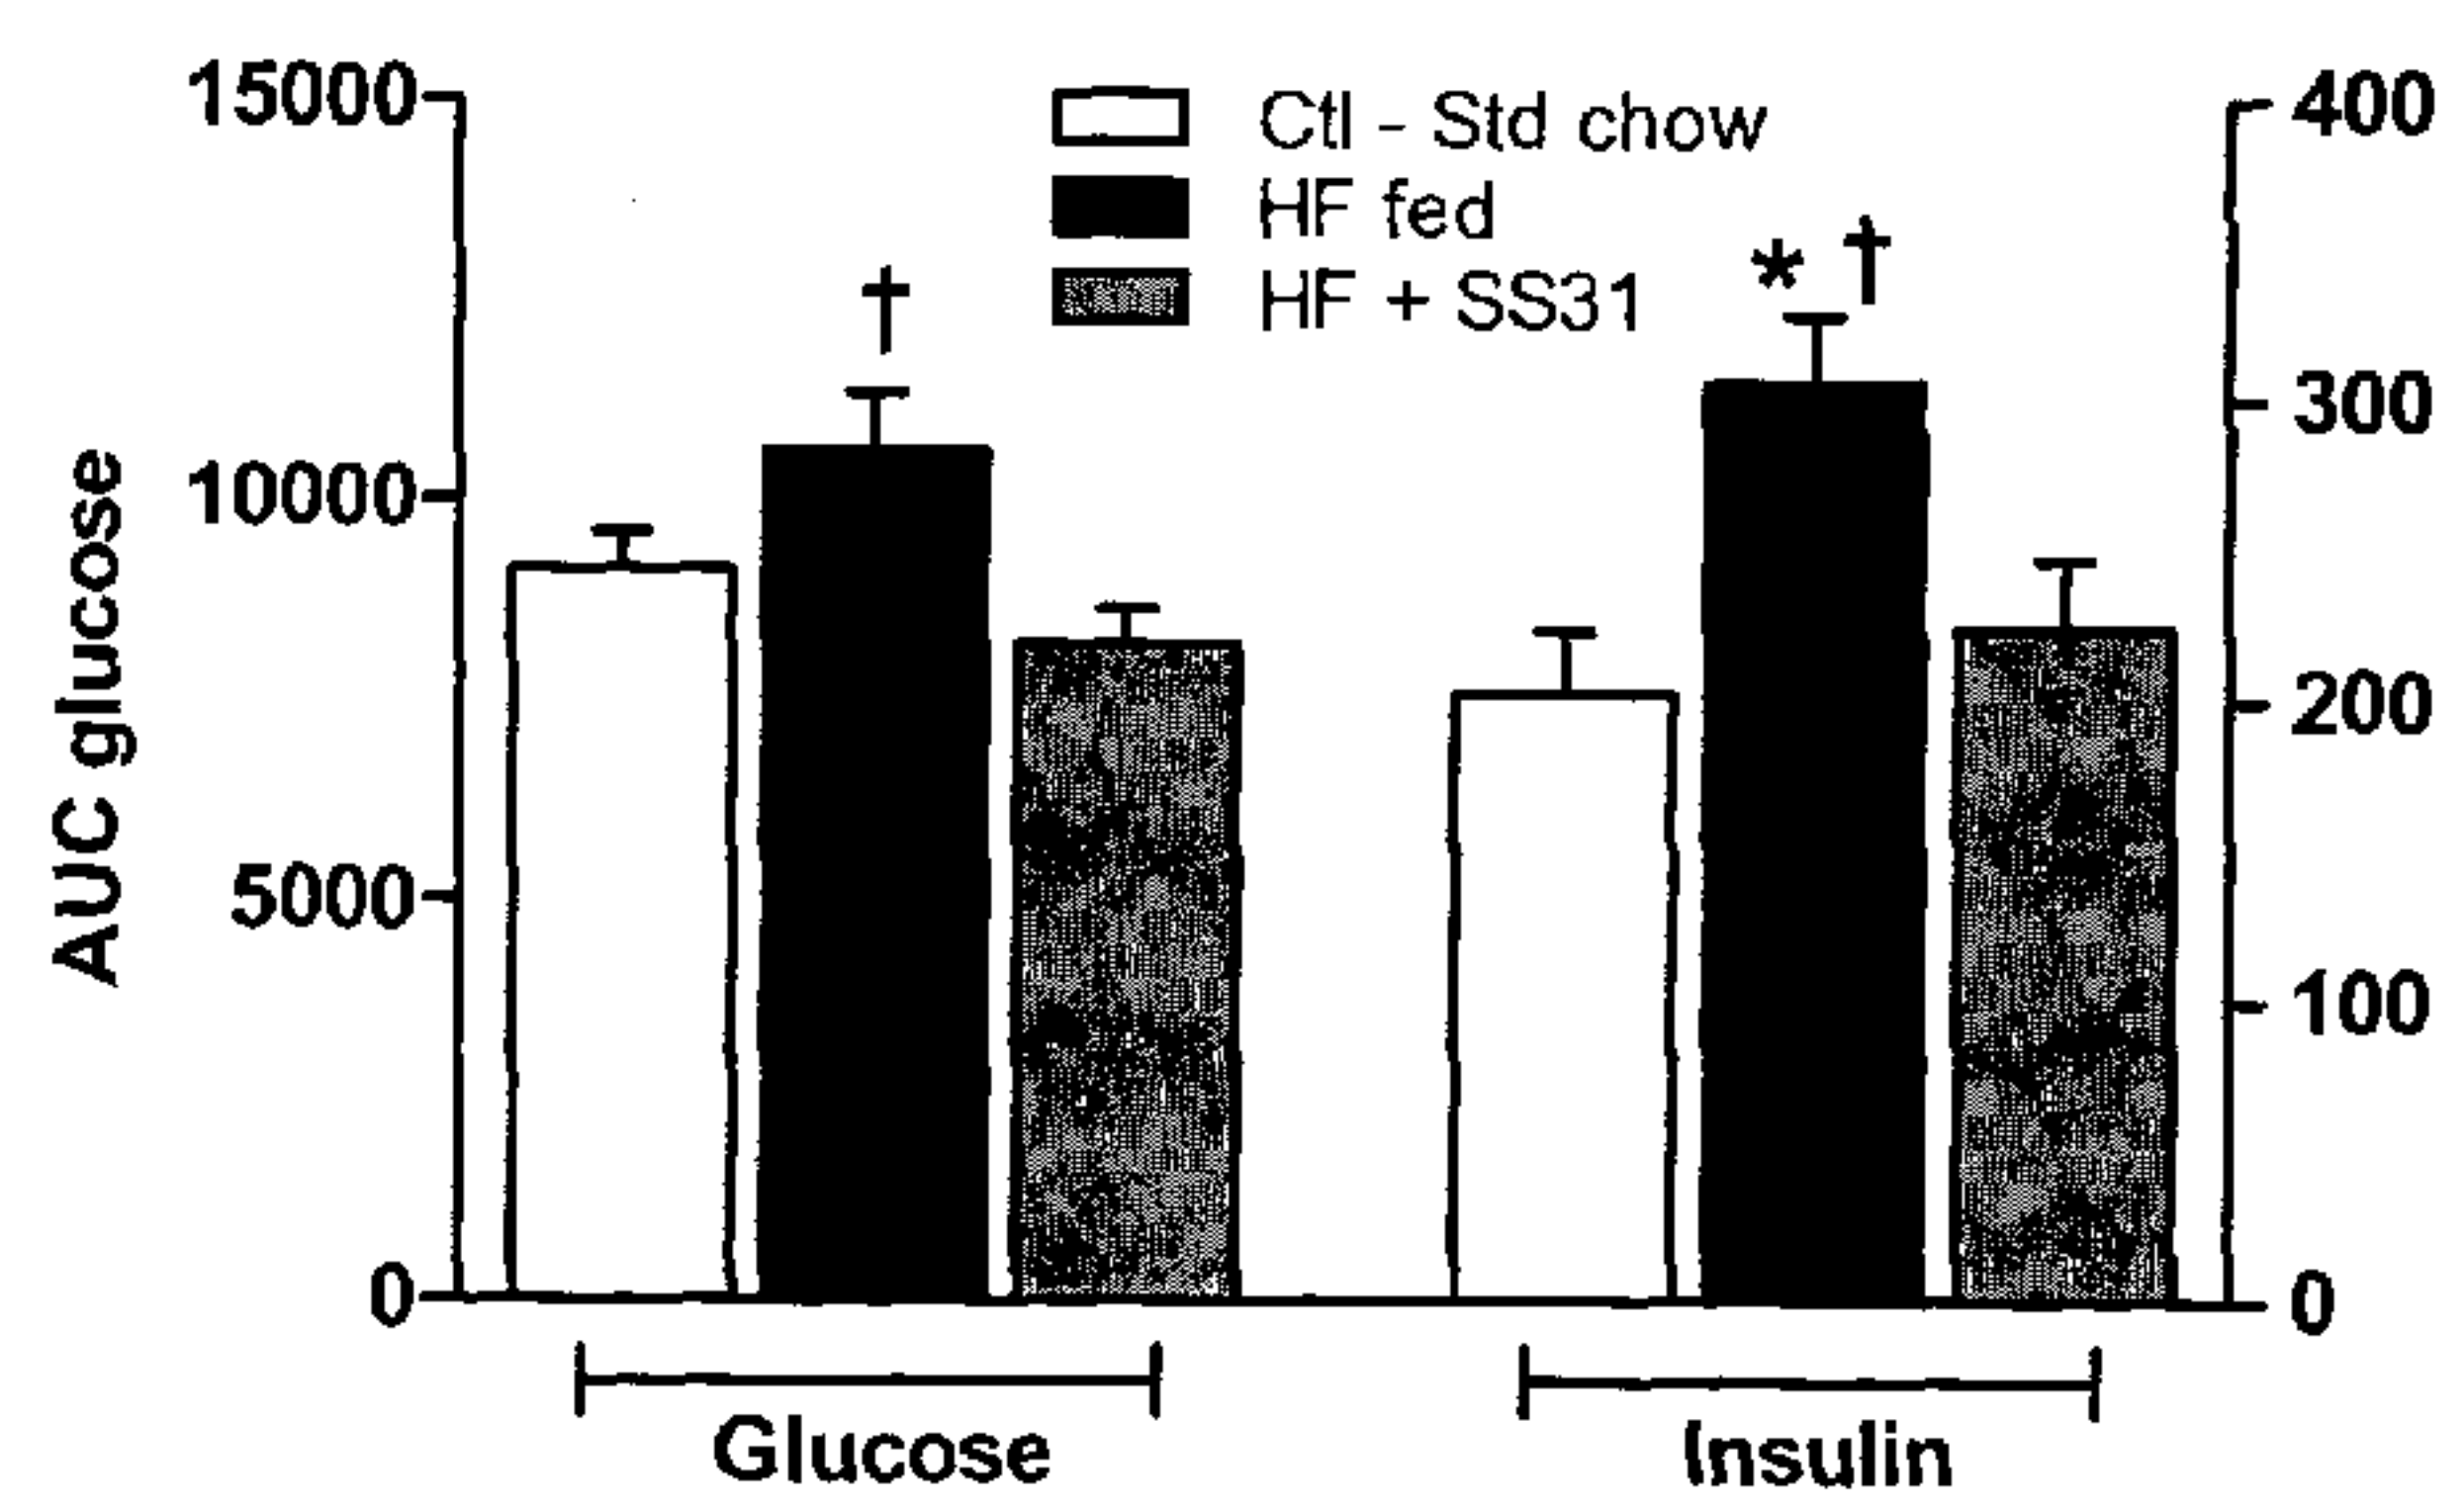 15000
10000
5000
0
AUC glucose
Ctl - Std chow
HF fed
HF + SS31
†
* †
400
300
200
100
0
Glucose
Insulin